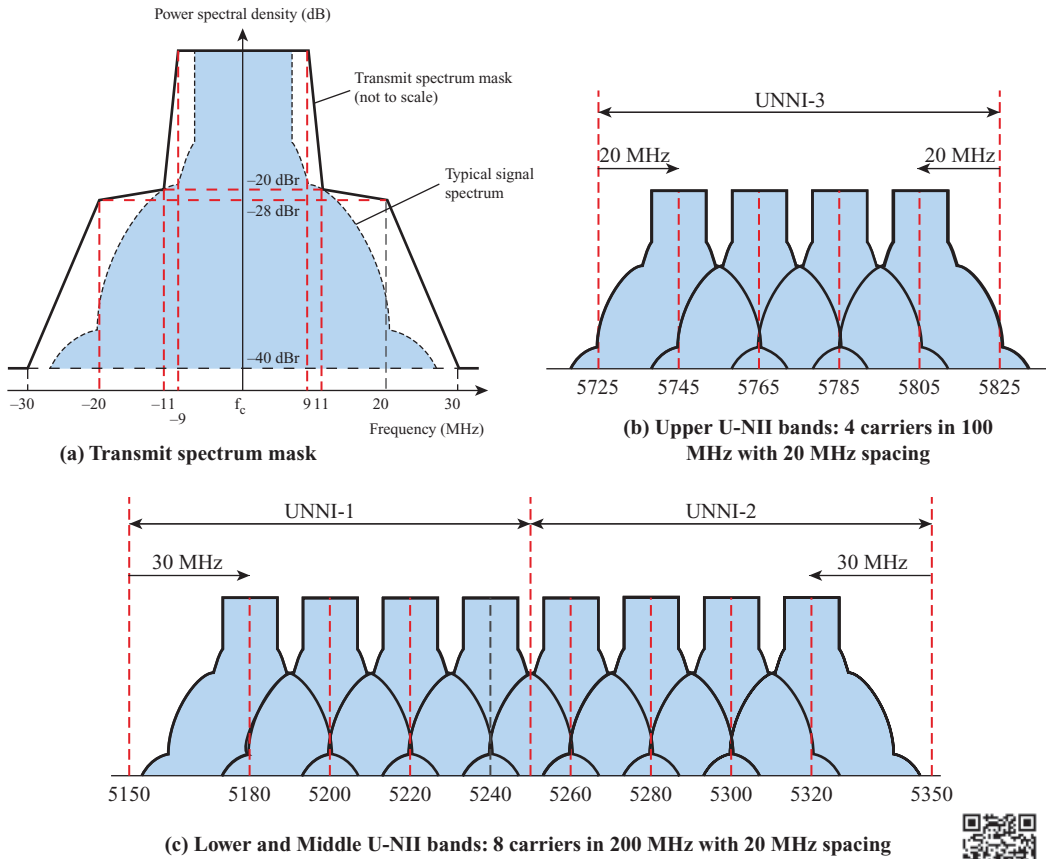 Power spectral density (dB)
Transmit spectrum mask
(not to scale)
–20 dBr
–28 dBr
Typical signal
spectrum
–40 dBr
–30
–20
–11
–9
fc
9
11
20
30
Frequency (MHz)
(a) Transmit spectrum mask
UNNI-3
20 MHz
20 MHz
5725
5745
5765
5785
5805
5825
(b) Upper U-NII bands: 4 carriers in 100
MHz with 20 MHz spacing
UNNI-1
UNNI-2
30 MHz
30 MHz
5150
5180
5200
5220
5240
5260
5280
5300
5320
5350
(c) Lower and Middle U-NII bands: 8 carriers in 200 MHz with 20 MHz spacing